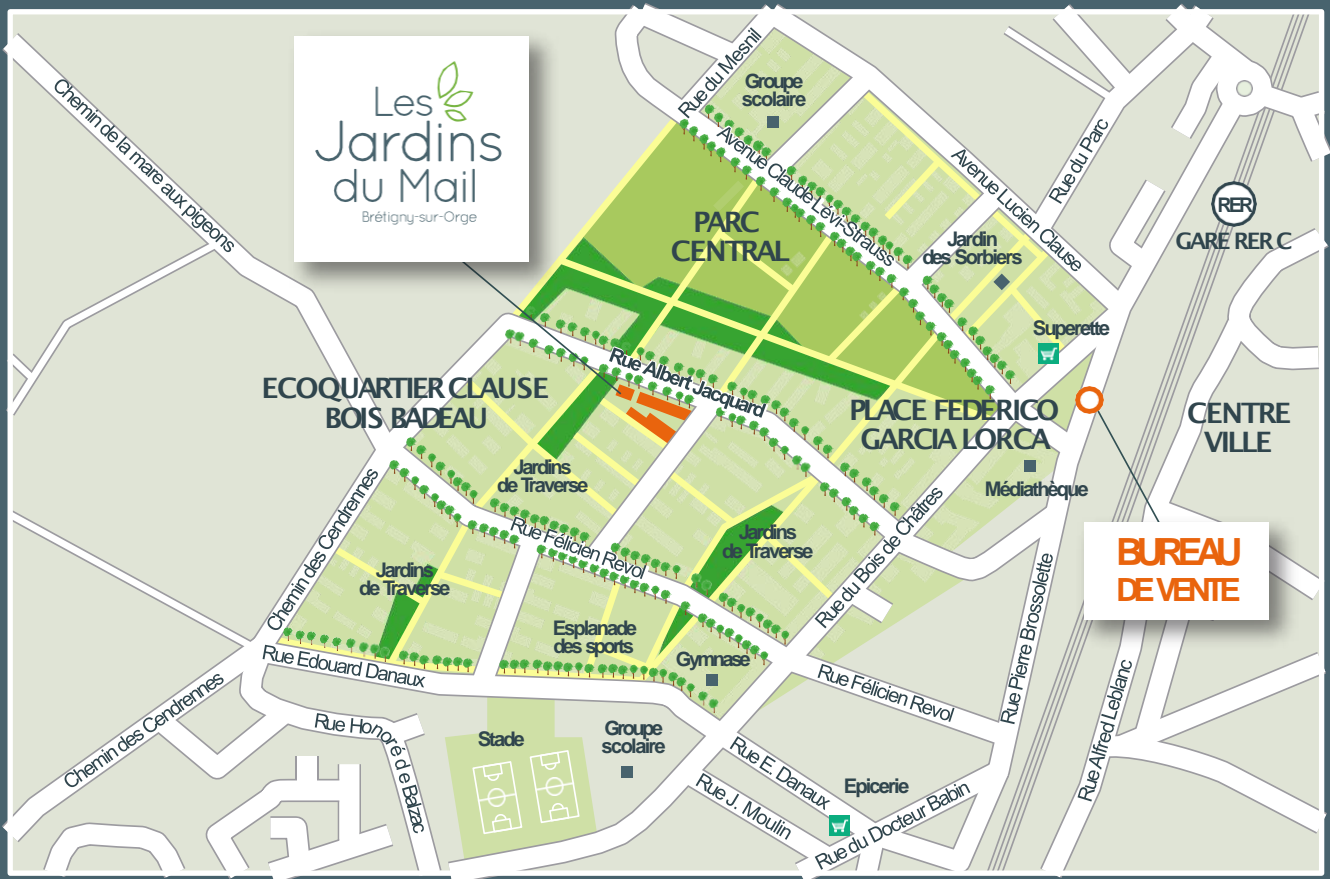 Les
Jardins
du Mail
Brétigny-sur-Orge
Chemin de la mare aux pigeons
Rue du Mesnil
Groupe
scolaire
Avenue Claude Lévi-Strauss
Avenue Lucien Clause
Rue du Parc
RER
GARE RER C
PARC
CENTRAL
Jardin
des Sorbiers
Superette
Rue Albert Jacquard
ECOQUARTIER CLAUSE
BOIS BADEAU
PLACE FEDERICO
GARCIA LORCA
CENTRE
VILLE
Médiathèque
Jardins
de Traverse
Rue Félicien Revol
Jardins
de Traverse
Rue du Bois de Châtres
BUREAU
DE VENTE
Chemin des Cendrennes
Jardins
de Traverse
Rue Pierre Brossolette
Esplanade
des sports
Gymnase
Rue Edouard Danaux
Rue Félicien Revol
Chemin des Cendrennes
Rue Honoré de Balzac
Stade
Groupe
scolaire
Rue E. Danaux
Rue Alfred Leblanc
Rue J. Moulin
Epicerie
Rue du Docteur Babin